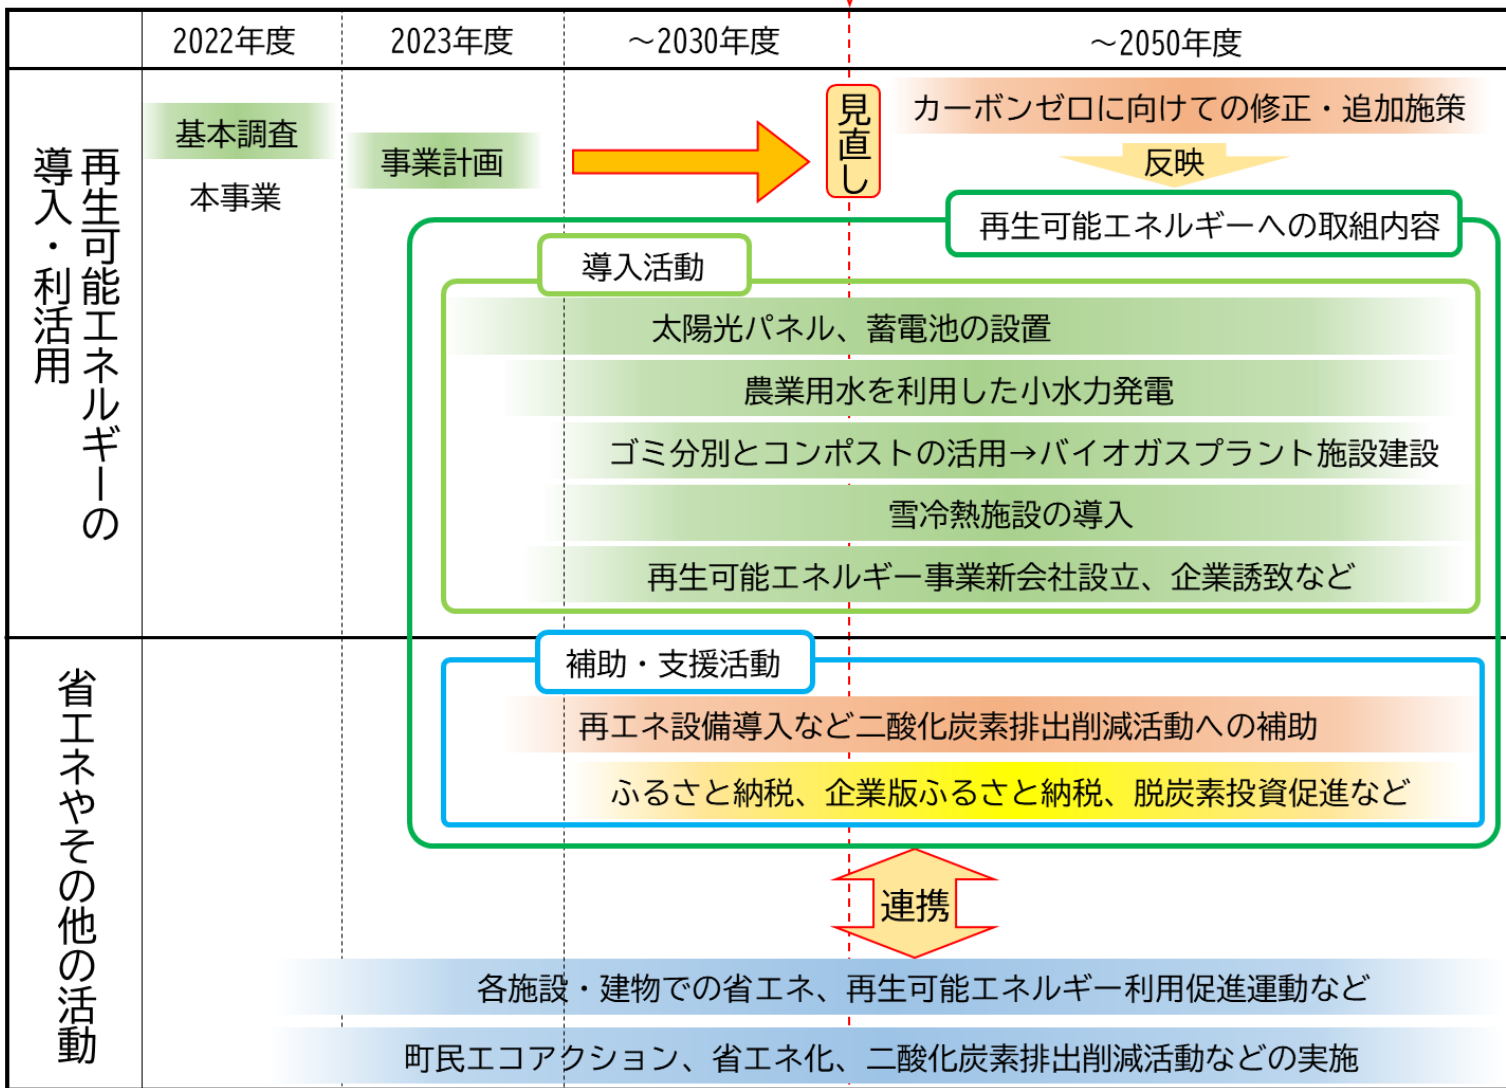 2022年度
2023年度
～2030年度
～2050年度
再生可能エネルギーの
導入・利活用
基本調査
本事業
事業計画
見直し
カーボンゼロに向けての修正・追加施策
反映
再生可能エネルギーへの取組内容
導入活動
太陽光パネル、蓄電池の設置
農業用水を利用した小水力発電
ゴミ分別とコンポストの活用→バイオガスプラント施設建設
雪冷熱施設の導入
再生可能エネルギー事業新会社設立、企業誘致など
省エネやその他の活動
補助・支援活動
再エネ設備導入など二酸化炭素排出削減活動への補助
ふるさと納税、企業版ふるさと納税、脱炭素投資促進など
連携
各施設・建物での省エネ、再生可能エネルギー利用促進運動など
町民エコアクション、省エネ化、二酸化炭素排出削減活動などの実施